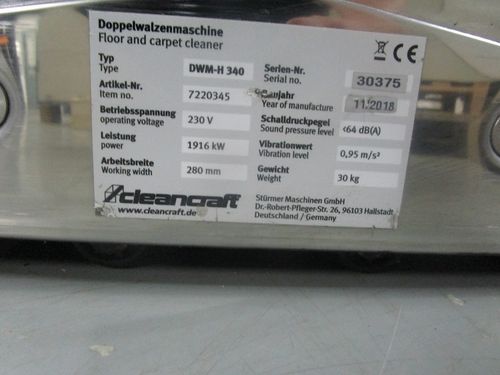 Doppelwalzenmaschine
Floor and carpet cleaner
CE
Typ
Type
DWM-H 340
Serien-Nr.
Serial no.
30375
Artikel-Nr.
Item no.
7220345
Baujahr
Year of manufacture
11.2018
Betriebsspannung
operating voltage
230 V
Schalldruckpegel
Sound pressure level
<64 dB(A)
Leistung
power
1916 kW
Vibrationswert
Vibration level
0,95 m/s²
Arbeitsbreite
Working width
280 mm
Gewicht
Weight
30 kg
cleancraft
www.cleancraft.de
Stürmer Maschinen GmbH
Dr.-Robert-Pfleger-Str. 26, 96103 Hallstadt
Deutschland / Germany